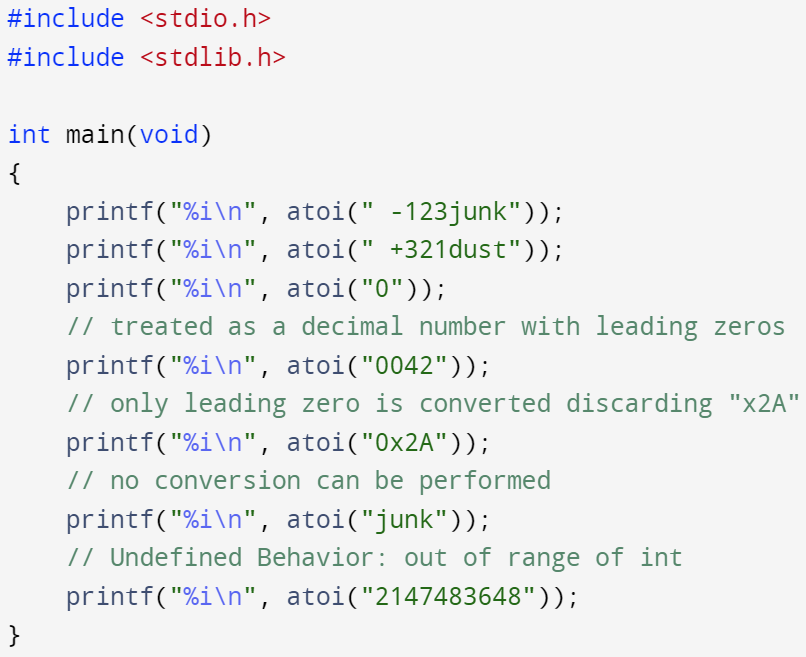 #include <stdio.h>
#include <stdlib.h>

int main(void)
{
    printf("%i\n", atoi(" -123junk"));
    printf("%i\n", atoi(" +321dust"));
    printf("%i\n", atoi("0"));
    // treated as a decimal number with leading zeros
    printf("%i\n", atoi("0042"));
    // only leading zero is converted discarding "x2A"
    printf("%i\n", atoi("0x2A"));
    // no conversion can be performed
    printf("%i\n", atoi("junk"));
    // Undefined Behavior: out of range of int
    printf("%i\n", atoi("2147483648"));
}